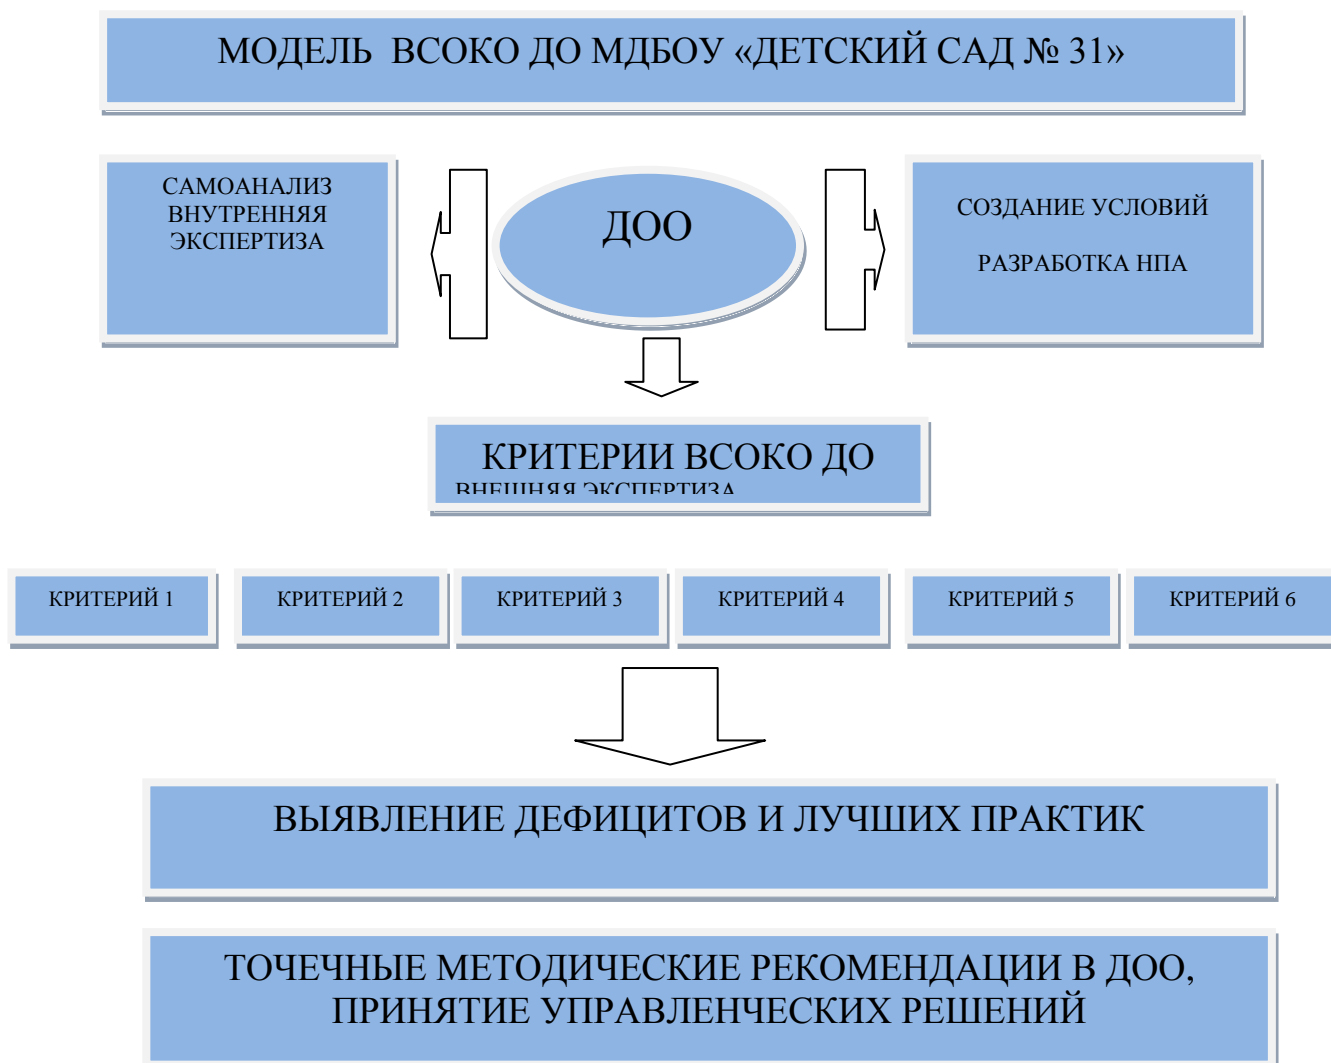 МОДЕЛЬ ВСОКО ДО МДБОУ «ДЕТСКИЙ САД № 31»
САМОАНАЛИЗ
ВНУТРЕННЯЯ
ЭКСПЕРТИЗА
ДОО
СОЗДАНИЕ УСЛОВИЙ
РАЗРАБОТКА НПА
КРИТЕРИИ ВСОКО ДО
ВНЕШНЯЯ ЭКСПЕРТИЗА
КРИТЕРИЙ 1
КРИТЕРИЙ 2
КРИТЕРИЙ 3
КРИТЕРИЙ 4
КРИТЕРИЙ 5
КРИТЕРИЙ 6
ВЫЯВЛЕНИЕ ДЕФИЦИТОВ И ЛУЧШИХ ПРАКТИК
ТОЧЕЧНЫЕ МЕТОДИЧЕСКИЕ РЕКОМЕНДАЦИИ В ДОО,
ПРИНЯТИЕ УПРАВЛЕНЧЕСКИХ РЕШЕНИЙ